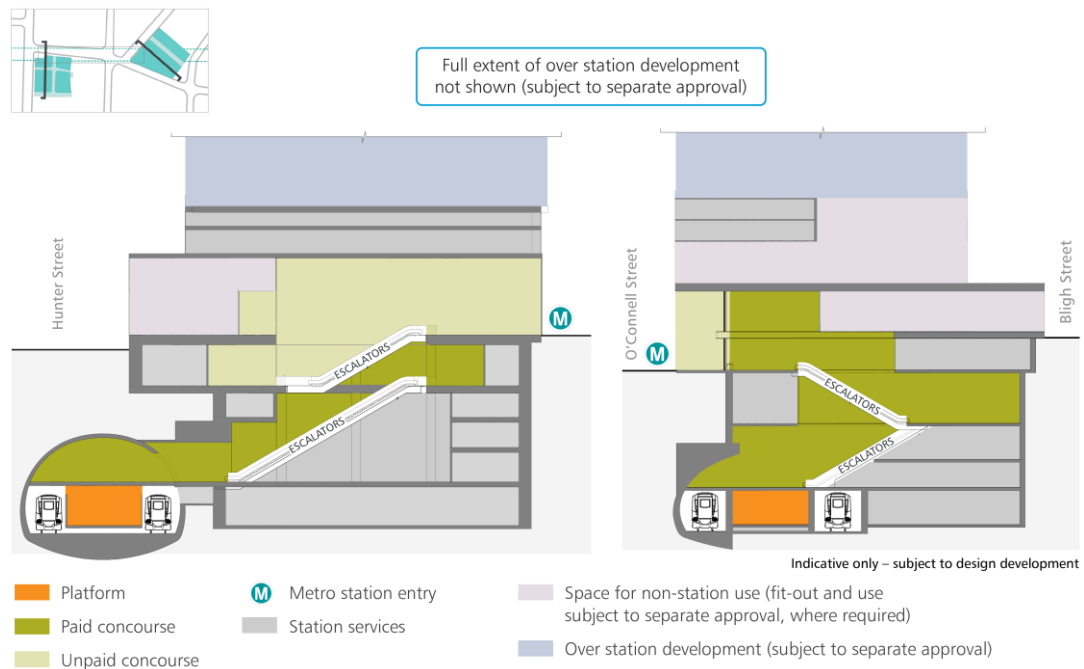 Full extent of over station development
not shown (subject to separate approval)
Hunter Street
M
ESCALATORS
ESCALATORS
O'Connell Street
M
Bligh Street
ESCALATORS
ESCALATORS
Indicative only – subject to design development
Platform
Paid concourse
Unpaid concourse
M Metro station entry
Station services
Space for non-station use (fit-out and use
subject to separate approval, where required)
Over station development (subject to separate approval)